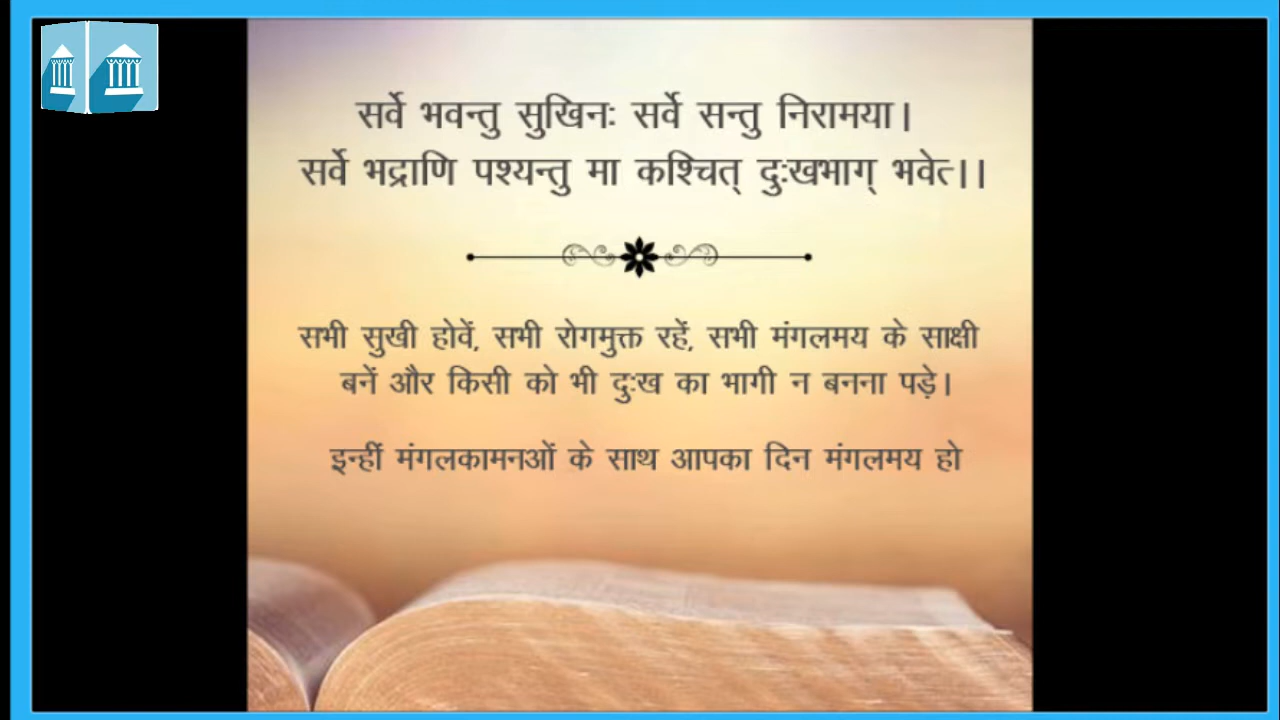 सर्वे भवन्तु सुखिनः सर्वे सन्तु निरामया।
सर्वे भद्राणि पश्यन्तु मा कश्चित् दुःखभाग् भवेत।।
सभी सुखी होवें, सभी रोगमुक्त रहें, सभी मंगलमय के साक्षी
बनें और किसी को भी दुःख का भागी न बनना पड़े।
इन्हीं मंगलकामनओं के साथ आपका दिन मंगलमय हो